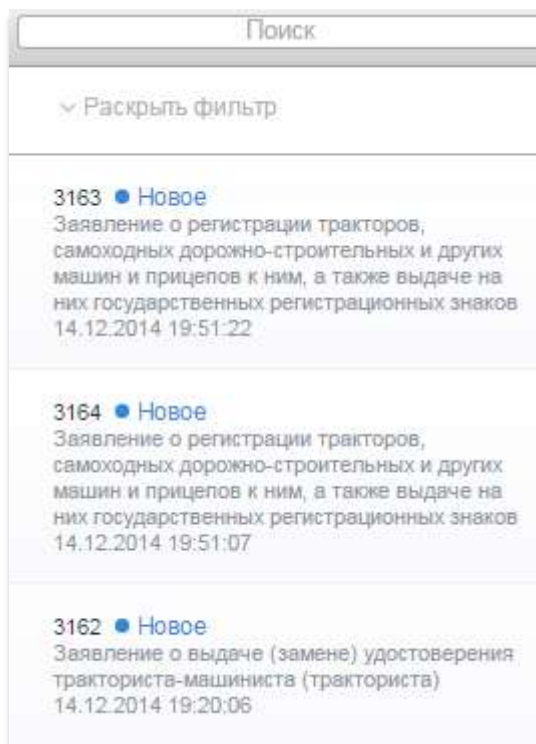 Поиск
Раскрыть фильтр
3163 Новое
Заявление о регистрации тракторов,
самоходных дорожно-строительных и других
машин и прицепов к ним, а также выдаче на
них государственных регистрационных знаков
14.12.2014 19:51:22
3164 Новое
Заявление о регистрации тракторов,
самоходных дорожно-строительных и других
машин и прицепов к ним, а также выдаче на
них государственных регистрационных знаков
14.12.2014 19:51:07
3162 Новое
Заявление о выдаче (замене) удостоверения
тракториста-машиниста (тракториста)
14.12.2014 19:20:06